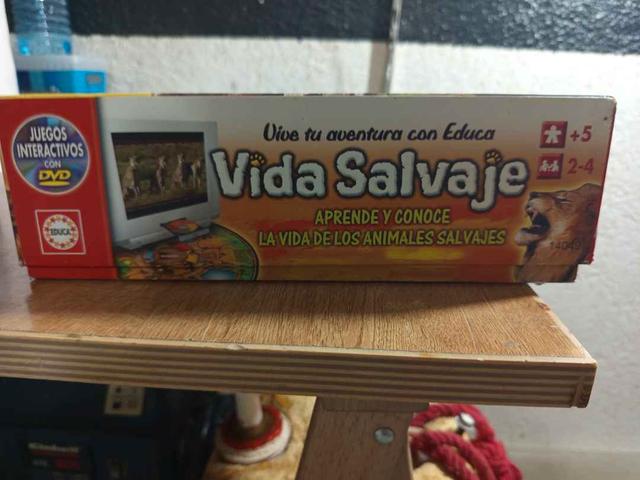 JUEGOS
INTERACTIVOS
CON
DVD
EDUCA
Vive tu aventura con Educa
Vida Salvaje
APRENDE Y CONOCE
LA VIDA DE LOS ANIMALES SALVAJES
+5
2-4
14049